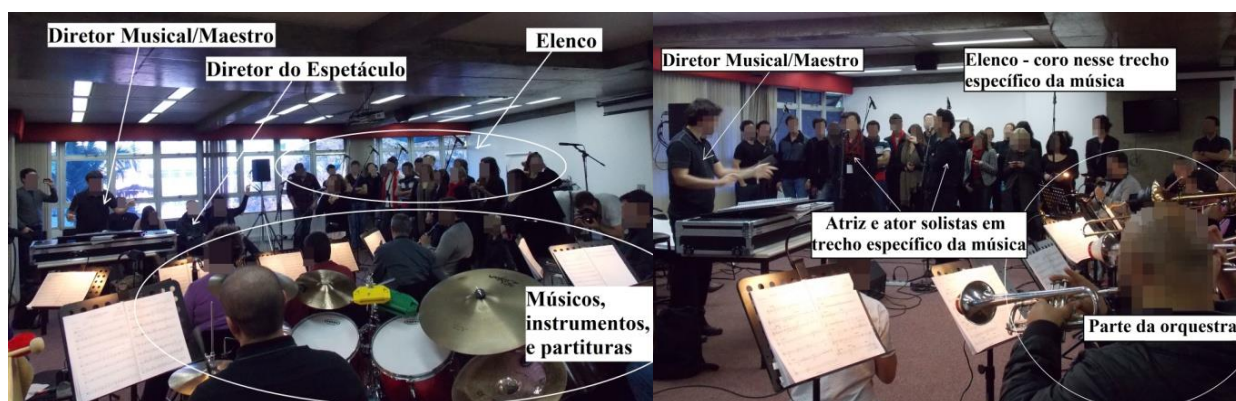 Diretor Musical/Maestro
Diretor do Espetáculo
Elenco
Músicos,
instrumentos,
e partituras
Diretor Musical/Maestro
Elenco - coro nesse trecho
específico da música
Atriz e ator solistas em
trecho específico da música
Parte da orquestra